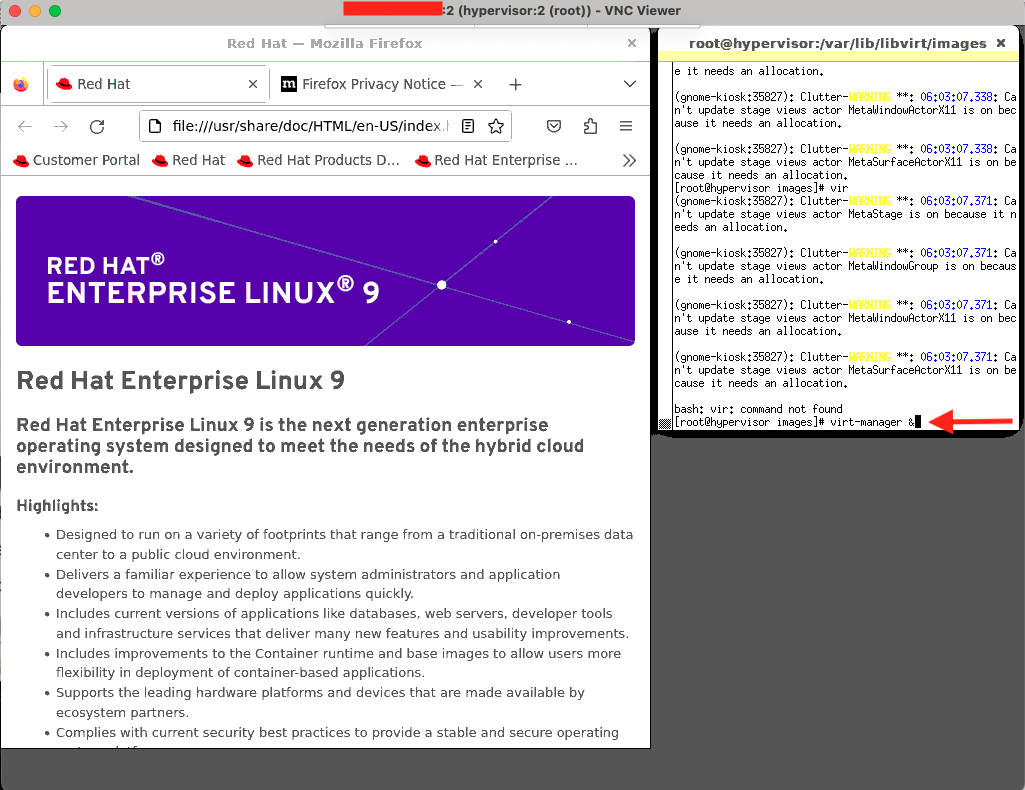 :2 (hypervisor:2 (root)) - VNC Viewer
Red Hat — Mozilla Firefox
Red Hat
Firefox Privacy Notice —
file:///usr/share/doc/HTML/en-US/index.h
Customer Portal
Red Hat
Red Hat Products D...
Red Hat Enterprise ...
RED HAT®
ENTERPRISE LINUX® 9
Red Hat Enterprise Linux 9
Red Hat Enterprise Linux 9 is the next generation enterprise
operating system designed to meet the needs of the hybrid cloud
environment.
Highlights:
• Designed to run on a variety of footprints that range from a traditional on-premises data
center to a public cloud environment.
• Delivers a familiar experience to allow system administrators and application
developers to manage and deploy applications quickly.
• Includes current versions of applications like databases, web servers, developer tools
and infrastructure services that deliver many new features and usability improvements.
• Includes improvements to the Container runtime and base images to allow users more
flexibility in deployment of container-based applications.
• Supports the leading hardware platforms and devices that are made available by
ecosystem partners.
• Complies with current security best practices to provide a stable and secure operating
root@hypervisor:/var/lib/libvirt/images
e it needs an allocation.
(gnome-kiosk:35827): Clutter-WARNING **: 06:03:07.338: Ca
n't update stage views actor MetaWindowActorX11 is on bec
ause it needs an allocation.
(gnome-kiosk:35827): Clutter-WARNING **: 06:03:07.338: Ca
n't update stage views actor MetaSurfaceActorX11 is on be
cause it needs an allocation.
[root@hypervisor images]# vir
(gnome-kiosk:35827): Clutter-WARNING **: 06:03:07.371: Ca
n't update stage views actor MetaStage is on because it n
eeds an allocation.
(gnome-kiosk:35827): Clutter-WARNING **: 06:03:07.371: Ca
n't update stage views actor MetaWindowGroup is on becaus
e it needs an allocation.
(gnome-kiosk:35827): Clutter-WARNING **: 06:03:07.371: Ca
n't update stage views actor MetaWindowActorX11 is on bec
ause it needs an allocation.
(gnome-kiosk:35827): Clutter-WARNING **: 06:03:07.371: Ca
n't update stage views actor MetaSurfaceActorX11 is on be
cause it needs an allocation.
bash: vir: command not found
[root@hypervisor images]# virt-manager &